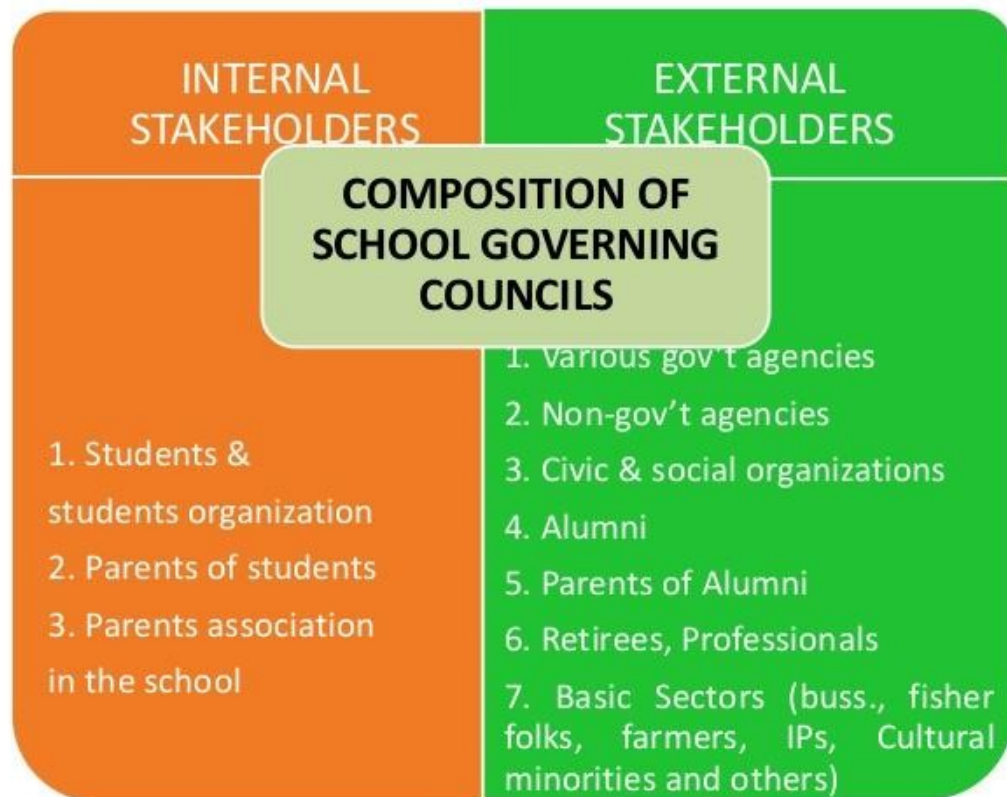 INTERNAL
STAKEHOLDERS
EXTERNAL
STAKEHOLDERS
COMPOSITION OF
SCHOOL GOVERNING
COUNCILS
1. Students &
students organization
2. Parents of students
3. Parents association
in the school
1. Various gov't agencies
2. Non-gov't agencies
3. Civic & social organizations
4. Alumni
5. Parents of Alumni
6. Retirees, Professionals
7. Basic Sectors (buss., fisher
folks, farmers, IPs, Cultural
minorities and others)